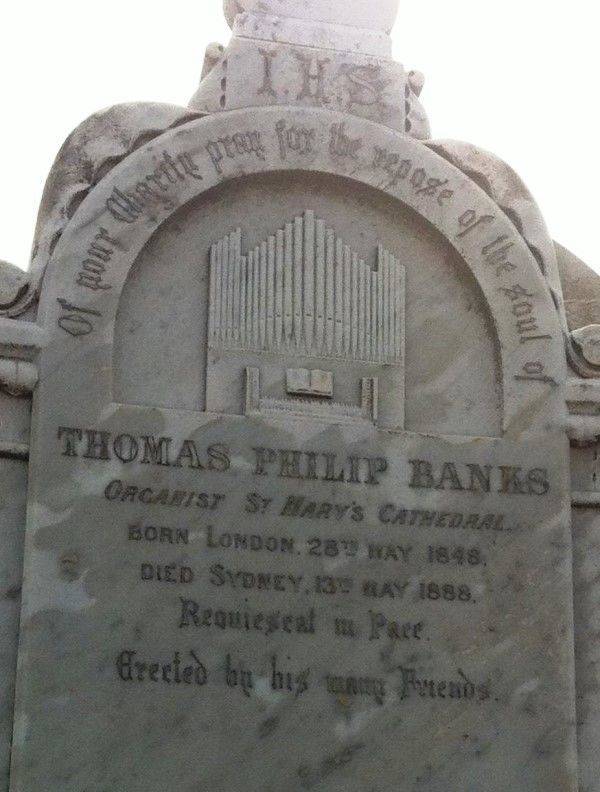 I.H.S
Of your Charity pray for the repose of the soul of
THOMAS PHILIP BANKS
ORGANIST ST MARY'S CATHEDRAL.
BORN LONDON, 28TH MAY 1848.
DIED SYDNEY, 13TH MAY 1888.
Requiescat in Pace.
Erected by his many Friends.